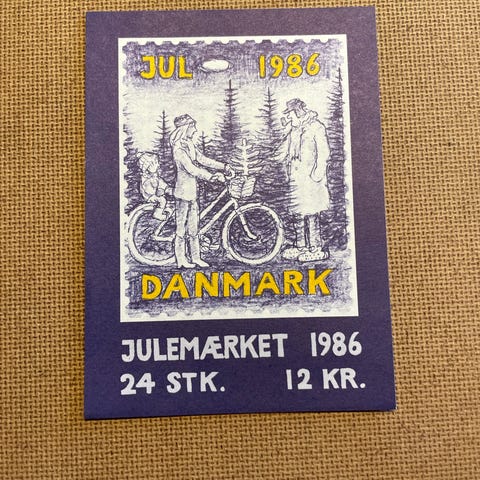 JUL 1986
DANMARK
JULEMÆRKET 1986
24 STK. 12 KR.